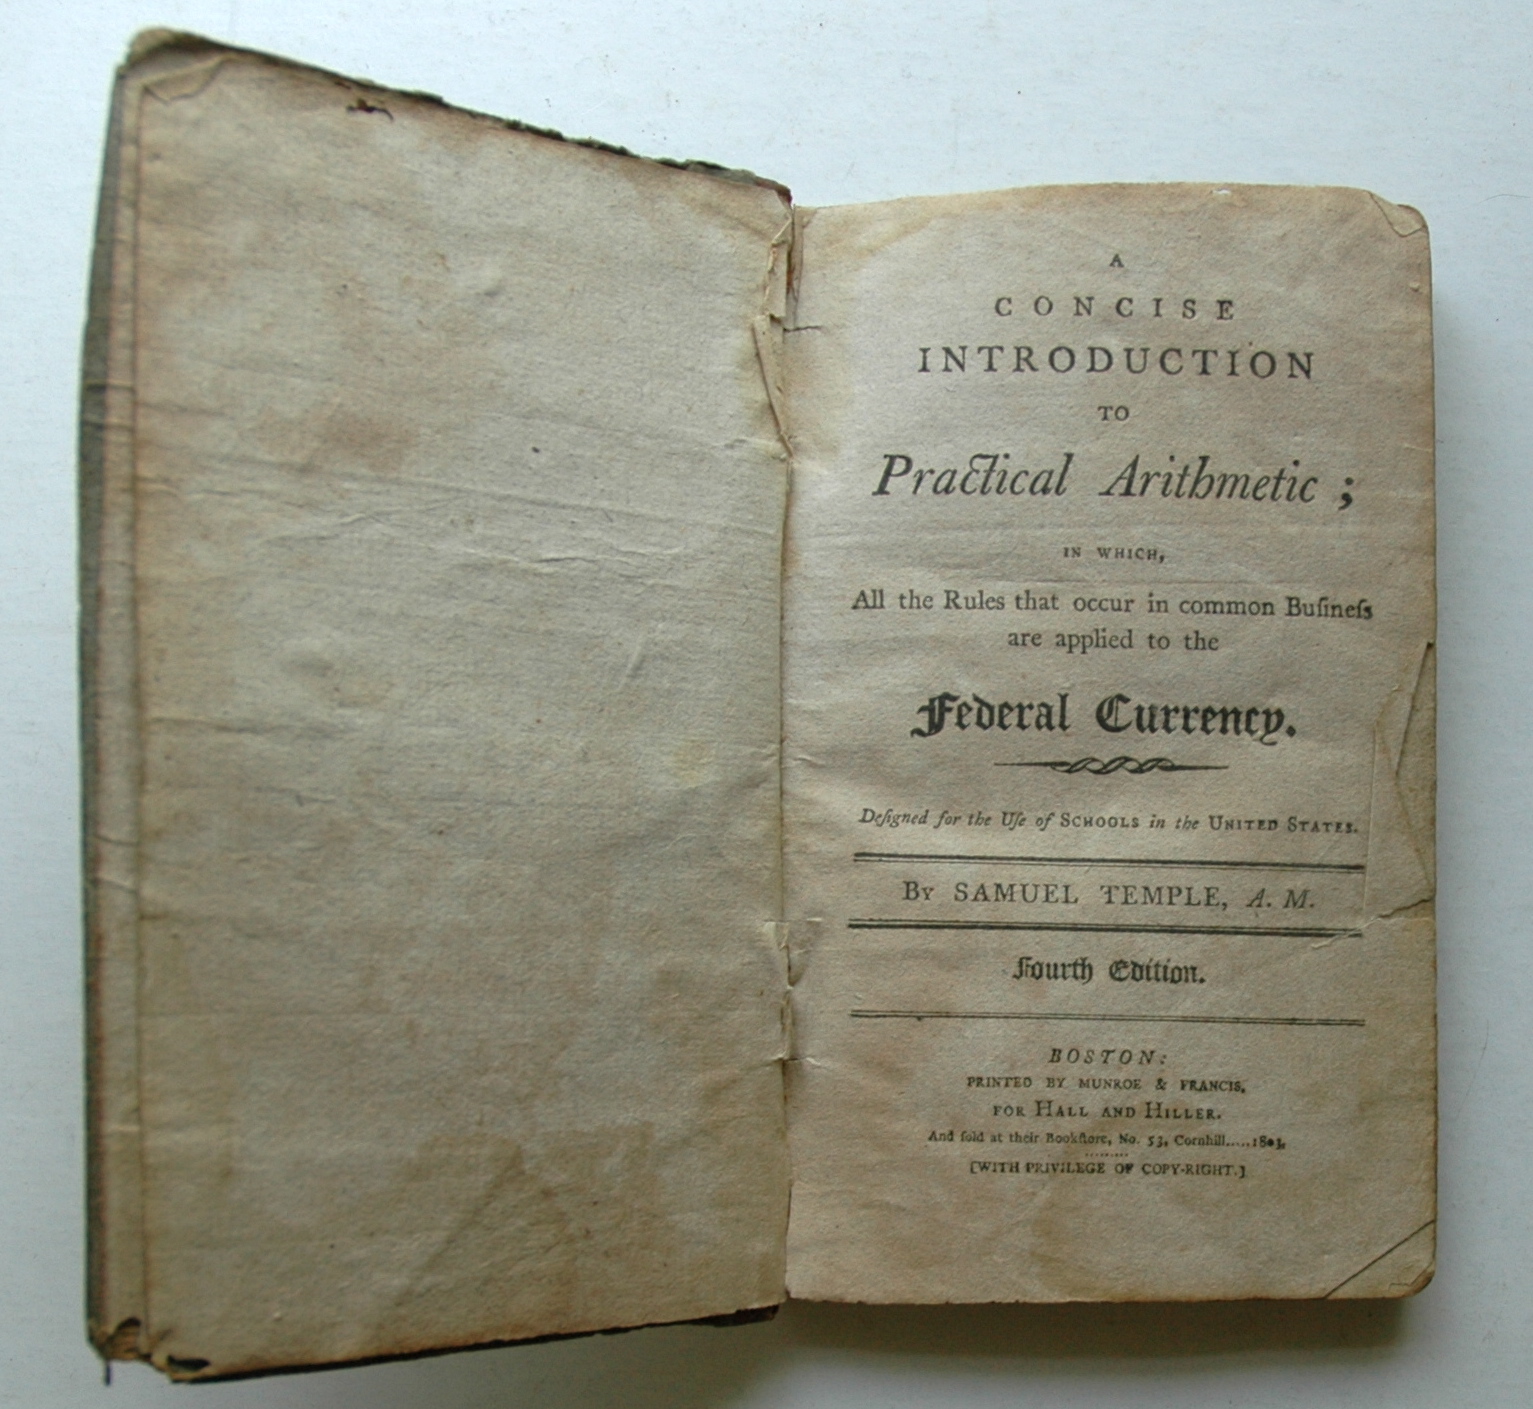 A
CONCISE
INTRODUCTION
TO
Practical Arithmetic ;
IN WHICH,
All the Rules that occur in common Buſineſs
are applied to the
Federal Currency.
Deſigned for the Uſe of SCHOOLS in the UNITED STATES.
By SAMUEL TEMPLE, A. M.
Fourth Edition.
BOSTON:
PRINTED BY MUNROE & FRANCIS,
FOR HALL AND HILLER.
And ſold at their Bookſtore, No. 53, Cornhill.....
[WITH PRIVILEGE OF COPY-RIGHT.]